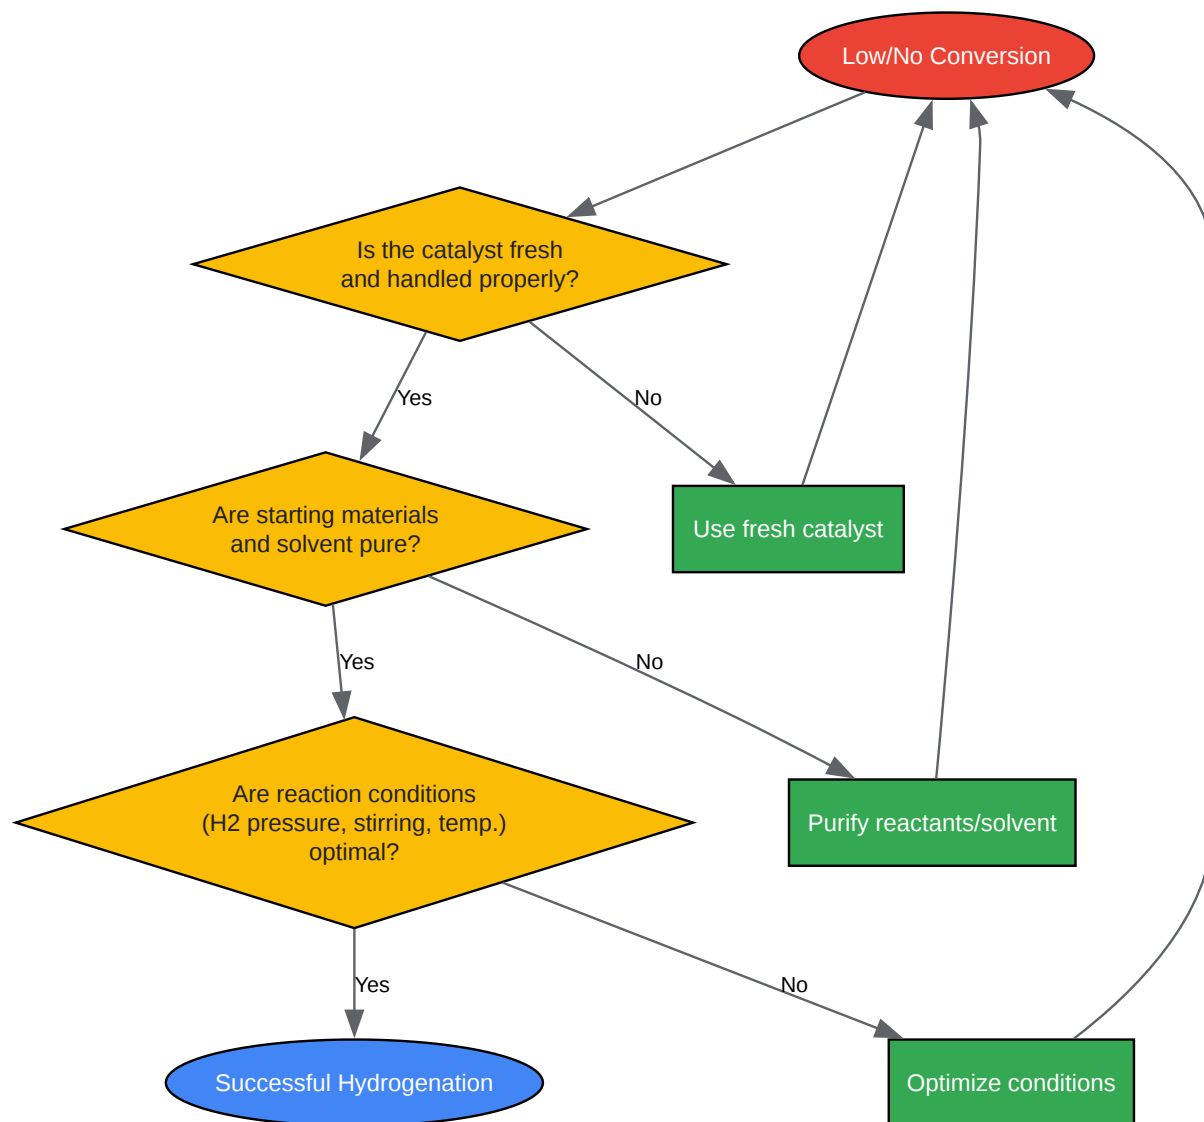 Low/No Conversion
Is the catalyst fresh
and handled properly?
Yes
No
Are starting materials
and solvent pure?
Use fresh catalyst
Yes
No
Are reaction conditions
(H2 pressure, stirring, temp.)
optimal?
Purify reactants/solvent
Yes
No
Successful Hydrogenation
Optimize conditions